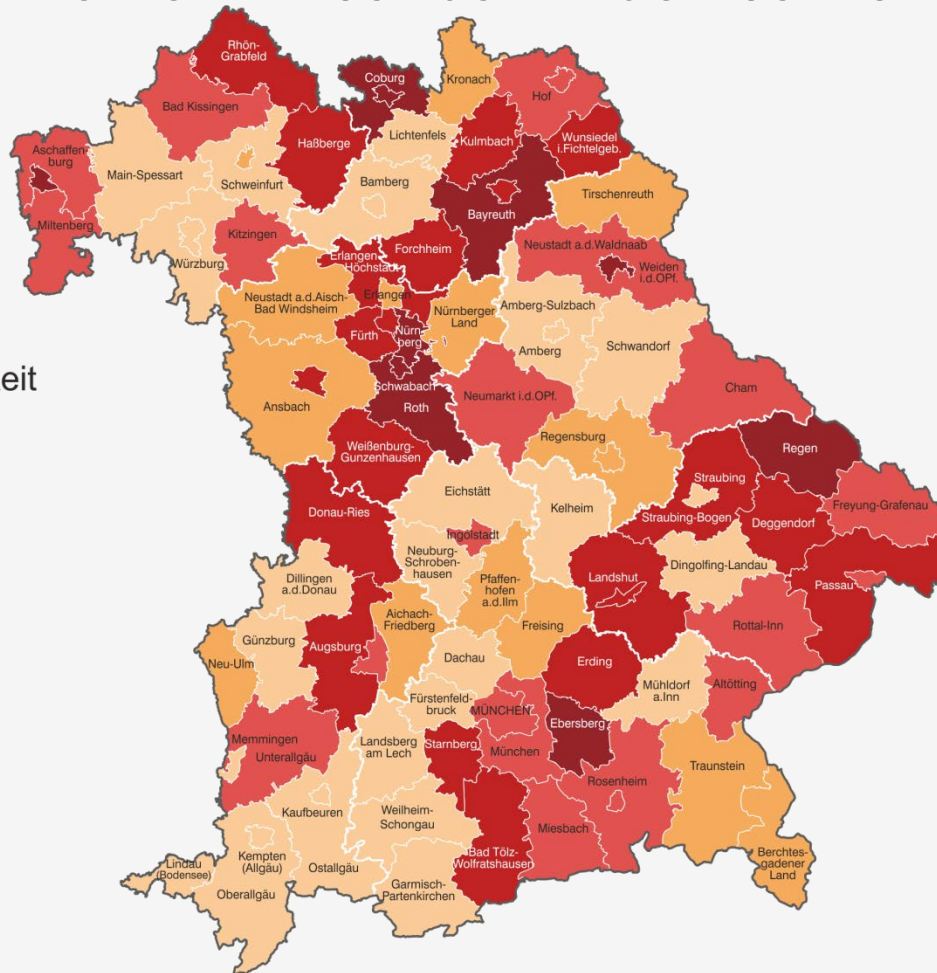 Rhön-
Grabfeld
Coburg
Kronach
Hof
Bad Kissingen
Lichtenfels
Kulmbach
Wunsiedel
i.Fichtelgeb.
Haßberge
Aschaffen-
burg
Main-Spessart
Schweinfurt
Bamberg
Tirschenreuth
Bayreuth
Miltenberg
Kitzingen
Forchheim
Neustadt a.d.Waldnaab
Erlangen-
Höchstadt
Würzburg
Weiden
i.d.OPf.
Neustadt a.d.Aisch-
Bad Windsheim
Erlangen
Amberg-Sulzbach
Nürnberger
Land
Fürth
Nürn-
berg
Amberg
Schwandorf
eit
Schwabach
Cham
Ansbach
Roth
Neumarkt i.d.OPf.
Regensburg
Weißenburg-
Gunzenhausen
Regen
Straubing
Eichstätt
Freyung-Grafenau
Donau-Ries
Kelheim
Straubing-Bogen
Deggendorf
Ingolstadt
Neuburg-
Schroben-
hausen
Dingolfing-Landau
Dillingen
a.d.Donau
Pfaffen-
hofen
a.d.Ilm
Landshut
Passau
Aichach-
Friedberg
Freising
Rottal-Inn
Günzburg
Augsburg
Dachau
Erding
Neu-Ulm
Mühldorf
a.Inn
Altötting
Fürstenfeld-
bruck
MÜNCHEN
Ebersberg
Memmingen
Unterallgäu
Landsberg
am Lech
Starnberg
München
Traunstein
Rosenheim
Kaufbeuren
Weilheim-
Schongau
Miesbach
Bad Tölz-
Wolfratshausen
Berchtes-
gadener
Land
Lindau
(Bodensee)
Kempten
(Allgäu)
Ostallgäu
Oberallgäu
Garmisch-
Partenkirchen